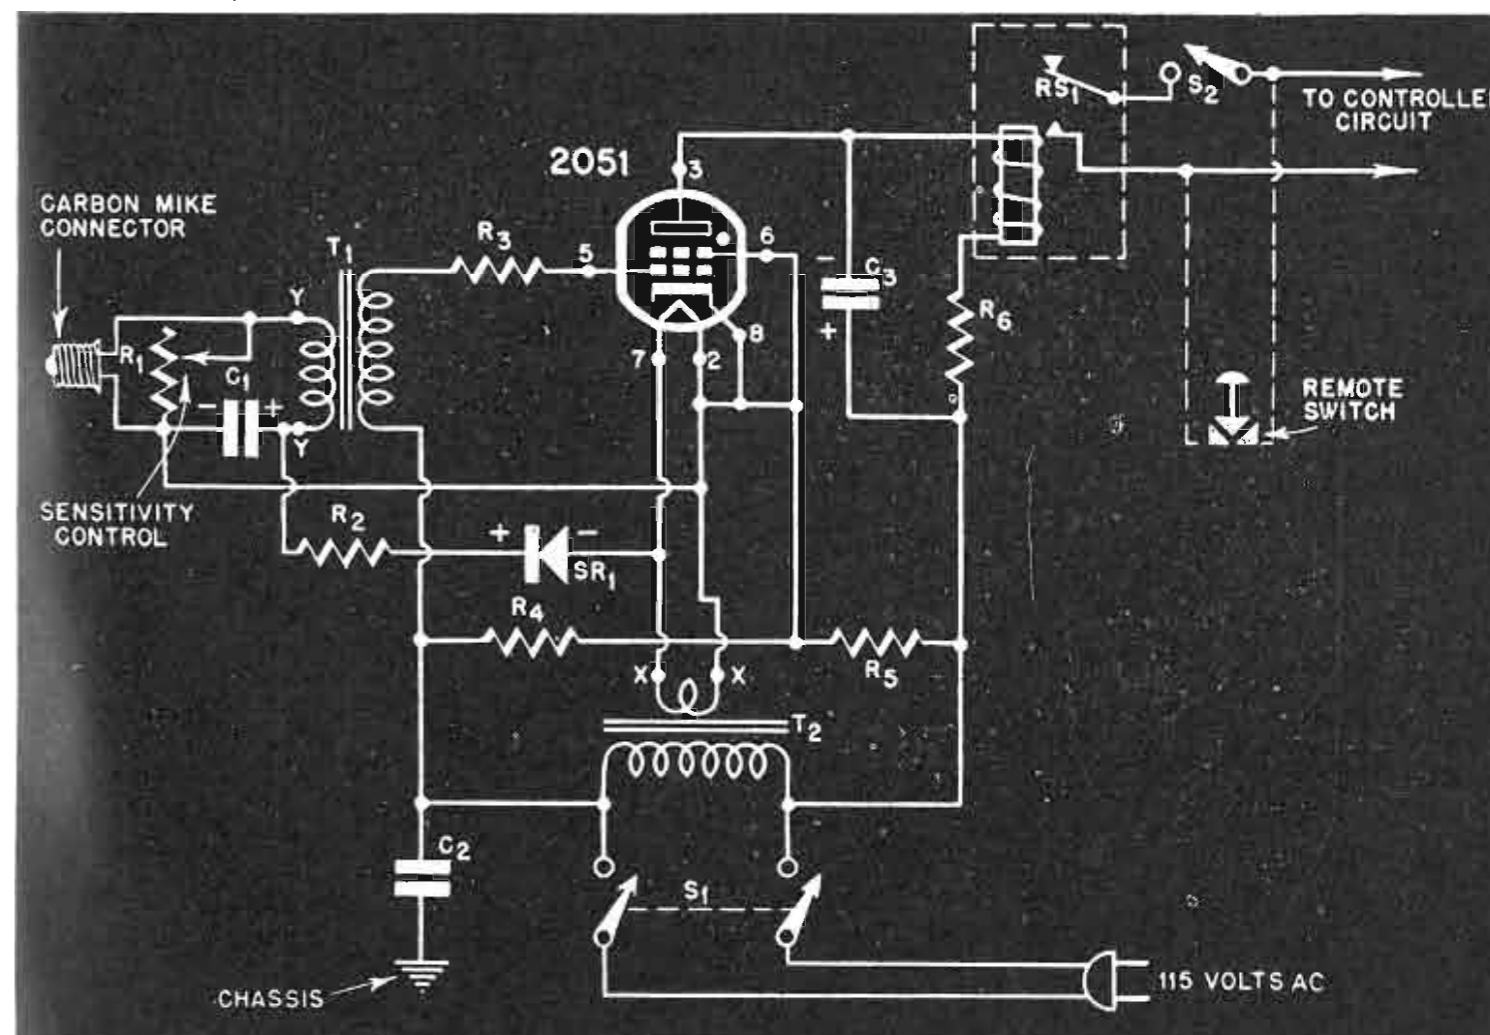 TO CONTROLLE
CIRCUIT
RS1
S2
2051
3
CARBON MIKE
CONNECTOR
T1
R3
5
6
C3
-
+
R6
Y
R1
C1
-
+
Y
7
2
8
REMOTE
SWITCH
SENSITIVITY
CONTROL
R2
+
-
SR1
R4
R5
X
X
T2
C2
S1
CHASSIS
115 VOLTS AC